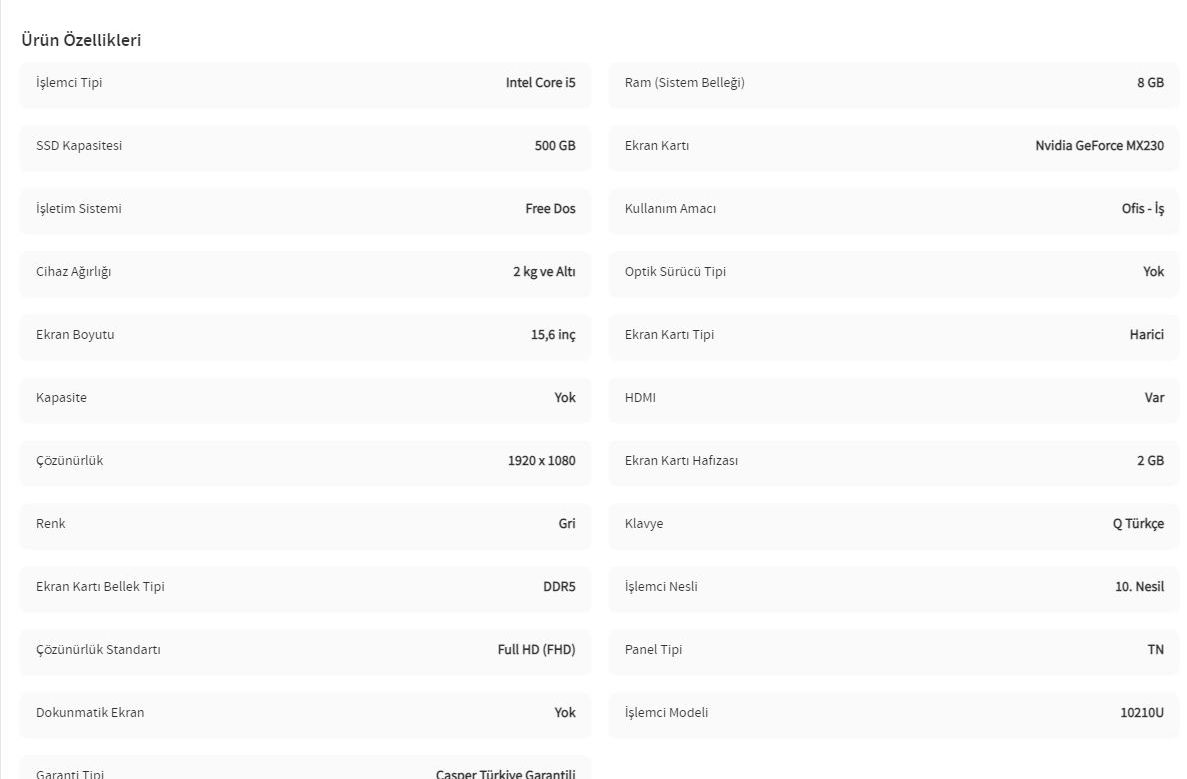 Ürün Özellikleri
İşlemci Tipi Intel Core i5
Ram (Sistem Belleği) 8 GB
SSD Kapasitesi 500 GB
Ekran Kartı Nvidia GeForce MX230
İşletim Sistemi Free Dos
Kullanım Amacı Ofis - İş
Cihaz Ağırlığı 2 kg ve Altı
Optik Sürücü Tipi Yok
Ekran Boyutu 15,6 inç
Ekran Kartı Tipi Harici
Kapasite Yok
HDMI Var
Çözünürlük 1920 x 1080
Ekran Kartı Hafızası 2 GB
Renk Gri
Klavye Q Türkçe
Ekran Kartı Bellek Tipi DDR5
İşlemci Nesli 10. Nesil
Çözünürlük Standartı Full HD (FHD)
Panel Tipi TN
Dokunmatik Ekran Yok
İşlemci Modeli 10210U
Garanti Tipi Casper Türkiye Garantili